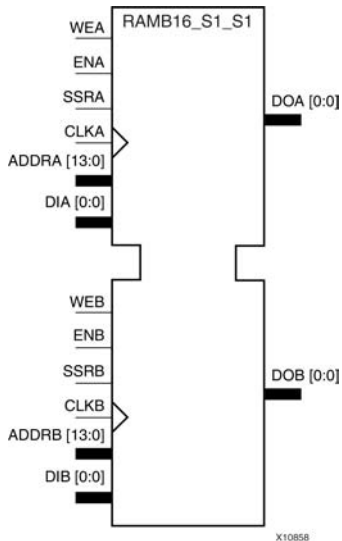 RAMB16_S1_S1
WEA
ENA
SSRA
CLKA
ADDRA [13:0]
DIA [0:0]
DOA [0:0]
WEB
ENB
SSRB
CLKB
ADDRB [13:0]
DIB [0:0]
DOB [0:0]
X10858